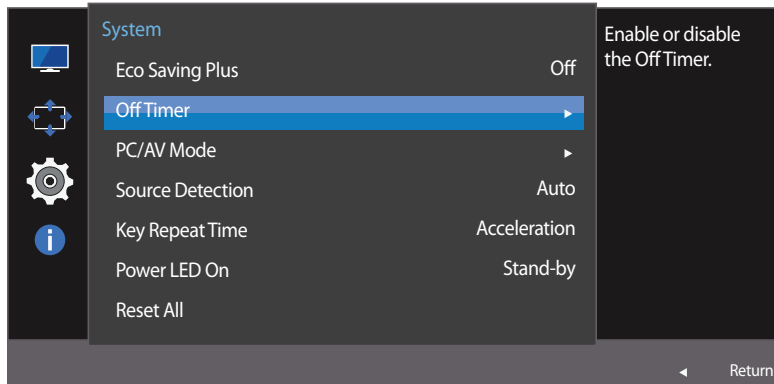 System
Eco Saving Plus Off
Off Timer ►
PC/AV Mode ►
Source Detection Auto
Key Repeat Time Acceleration
Power LED On Stand-by
Reset All
Enable or disable
the Off Timer.
◄ Return